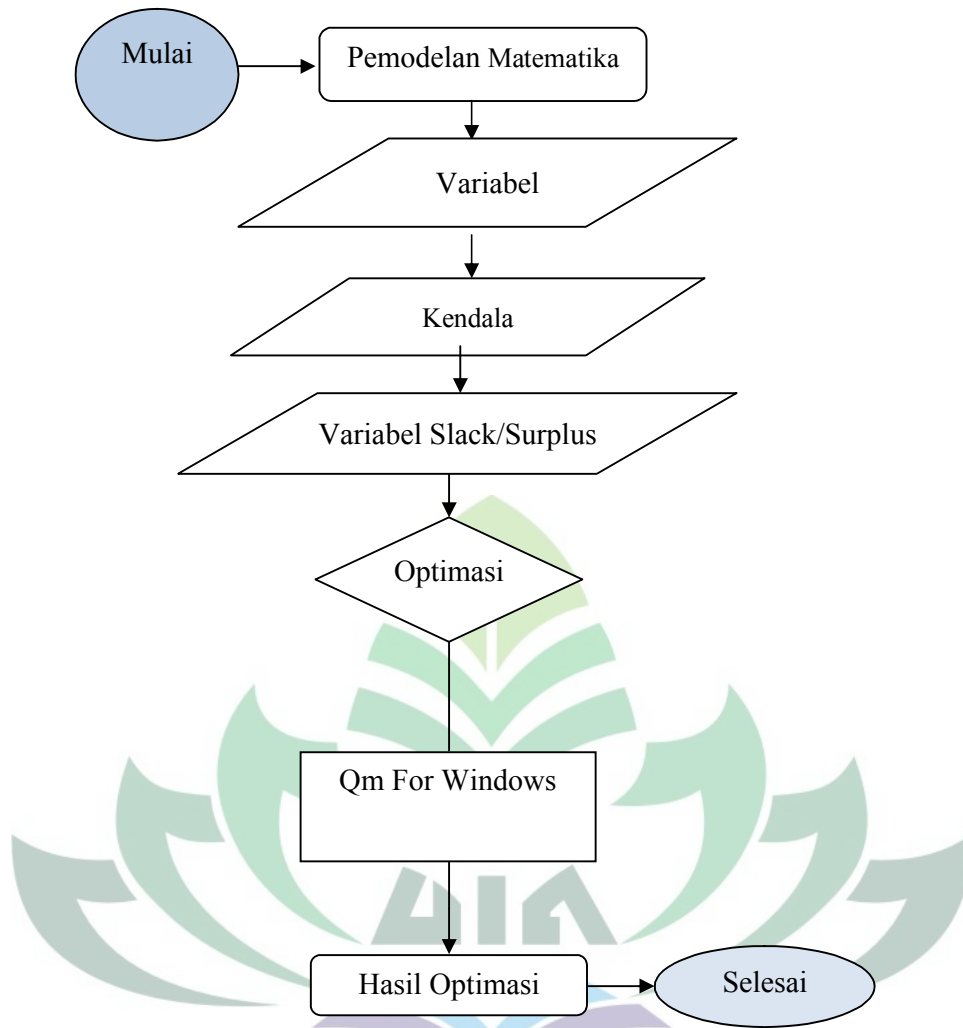 Mulai
Pemodelan Matematika
Variabel
Kendala
Variabel Slack/Surplus
Optimasi
Qm For Windows
Hasil Optimasi
Selesai